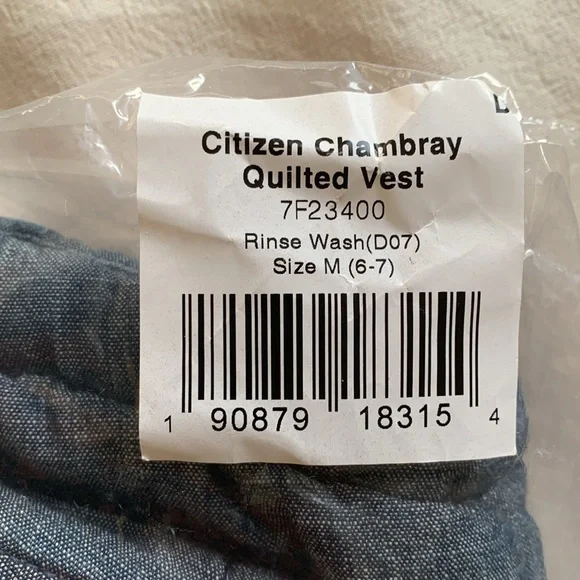 Citizen Chambray
Quilted Vest
7F23400
Rinse Wash(D07)
Size M (6-7)
1 90879 18315 4